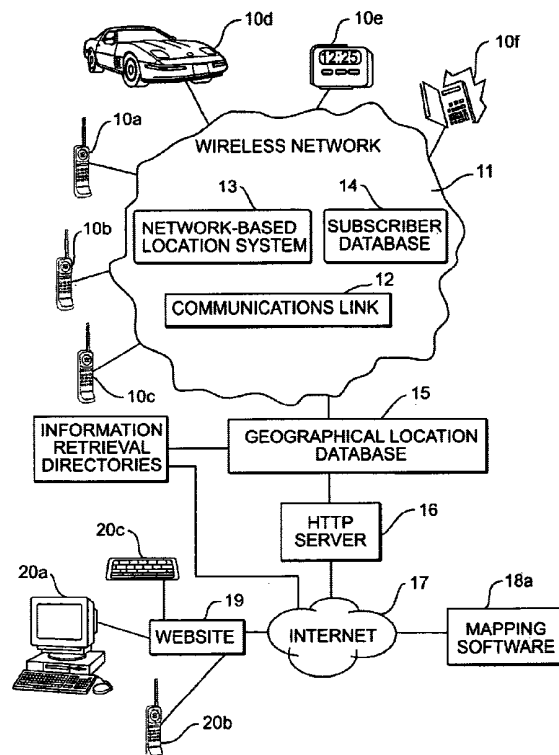 10d
10e
12:25
10f
10a
WIRELESS NETWORK
11
13
14
10b
NETWORK-BASED
LOCATION SYSTEM
SUBSCRIBER
DATABASE
12
COMMUNICATIONS LINK
10c
15
INFORMATION
RETRIEVAL
DIRECTORIES
GEOGRAPHICAL LOCATION
DATABASE
16
HTTP
SERVER
20c
20a
19
17
18a
WEBSITE
INTERNET
MAPPING
SOFTWARE
20b